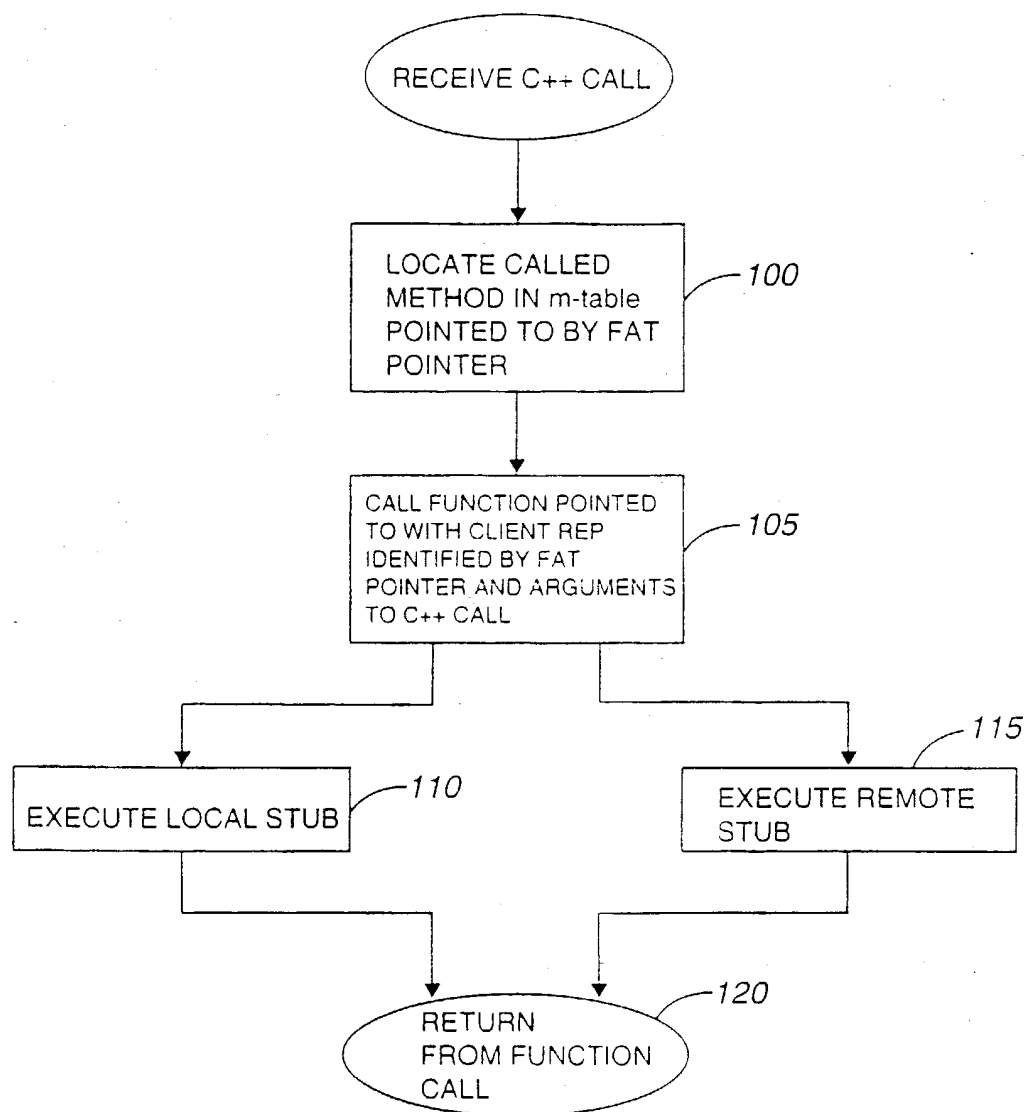 RECEIVE C++ CALL
LOCATE CALLED
METHOD IN m-table
POINTED TO BY FAT
POINTER
100
CALL FUNCTION POINTED
TO WITH CLIENT REP
IDENTIFIED BY FAT
POINTER AND ARGUMENTS
TO C++ CALL
105
EXECUTE LOCAL STUB
110
EXECUTE REMOTE
STUB
115
RETURN
FROM FUNCTION
CALL
120